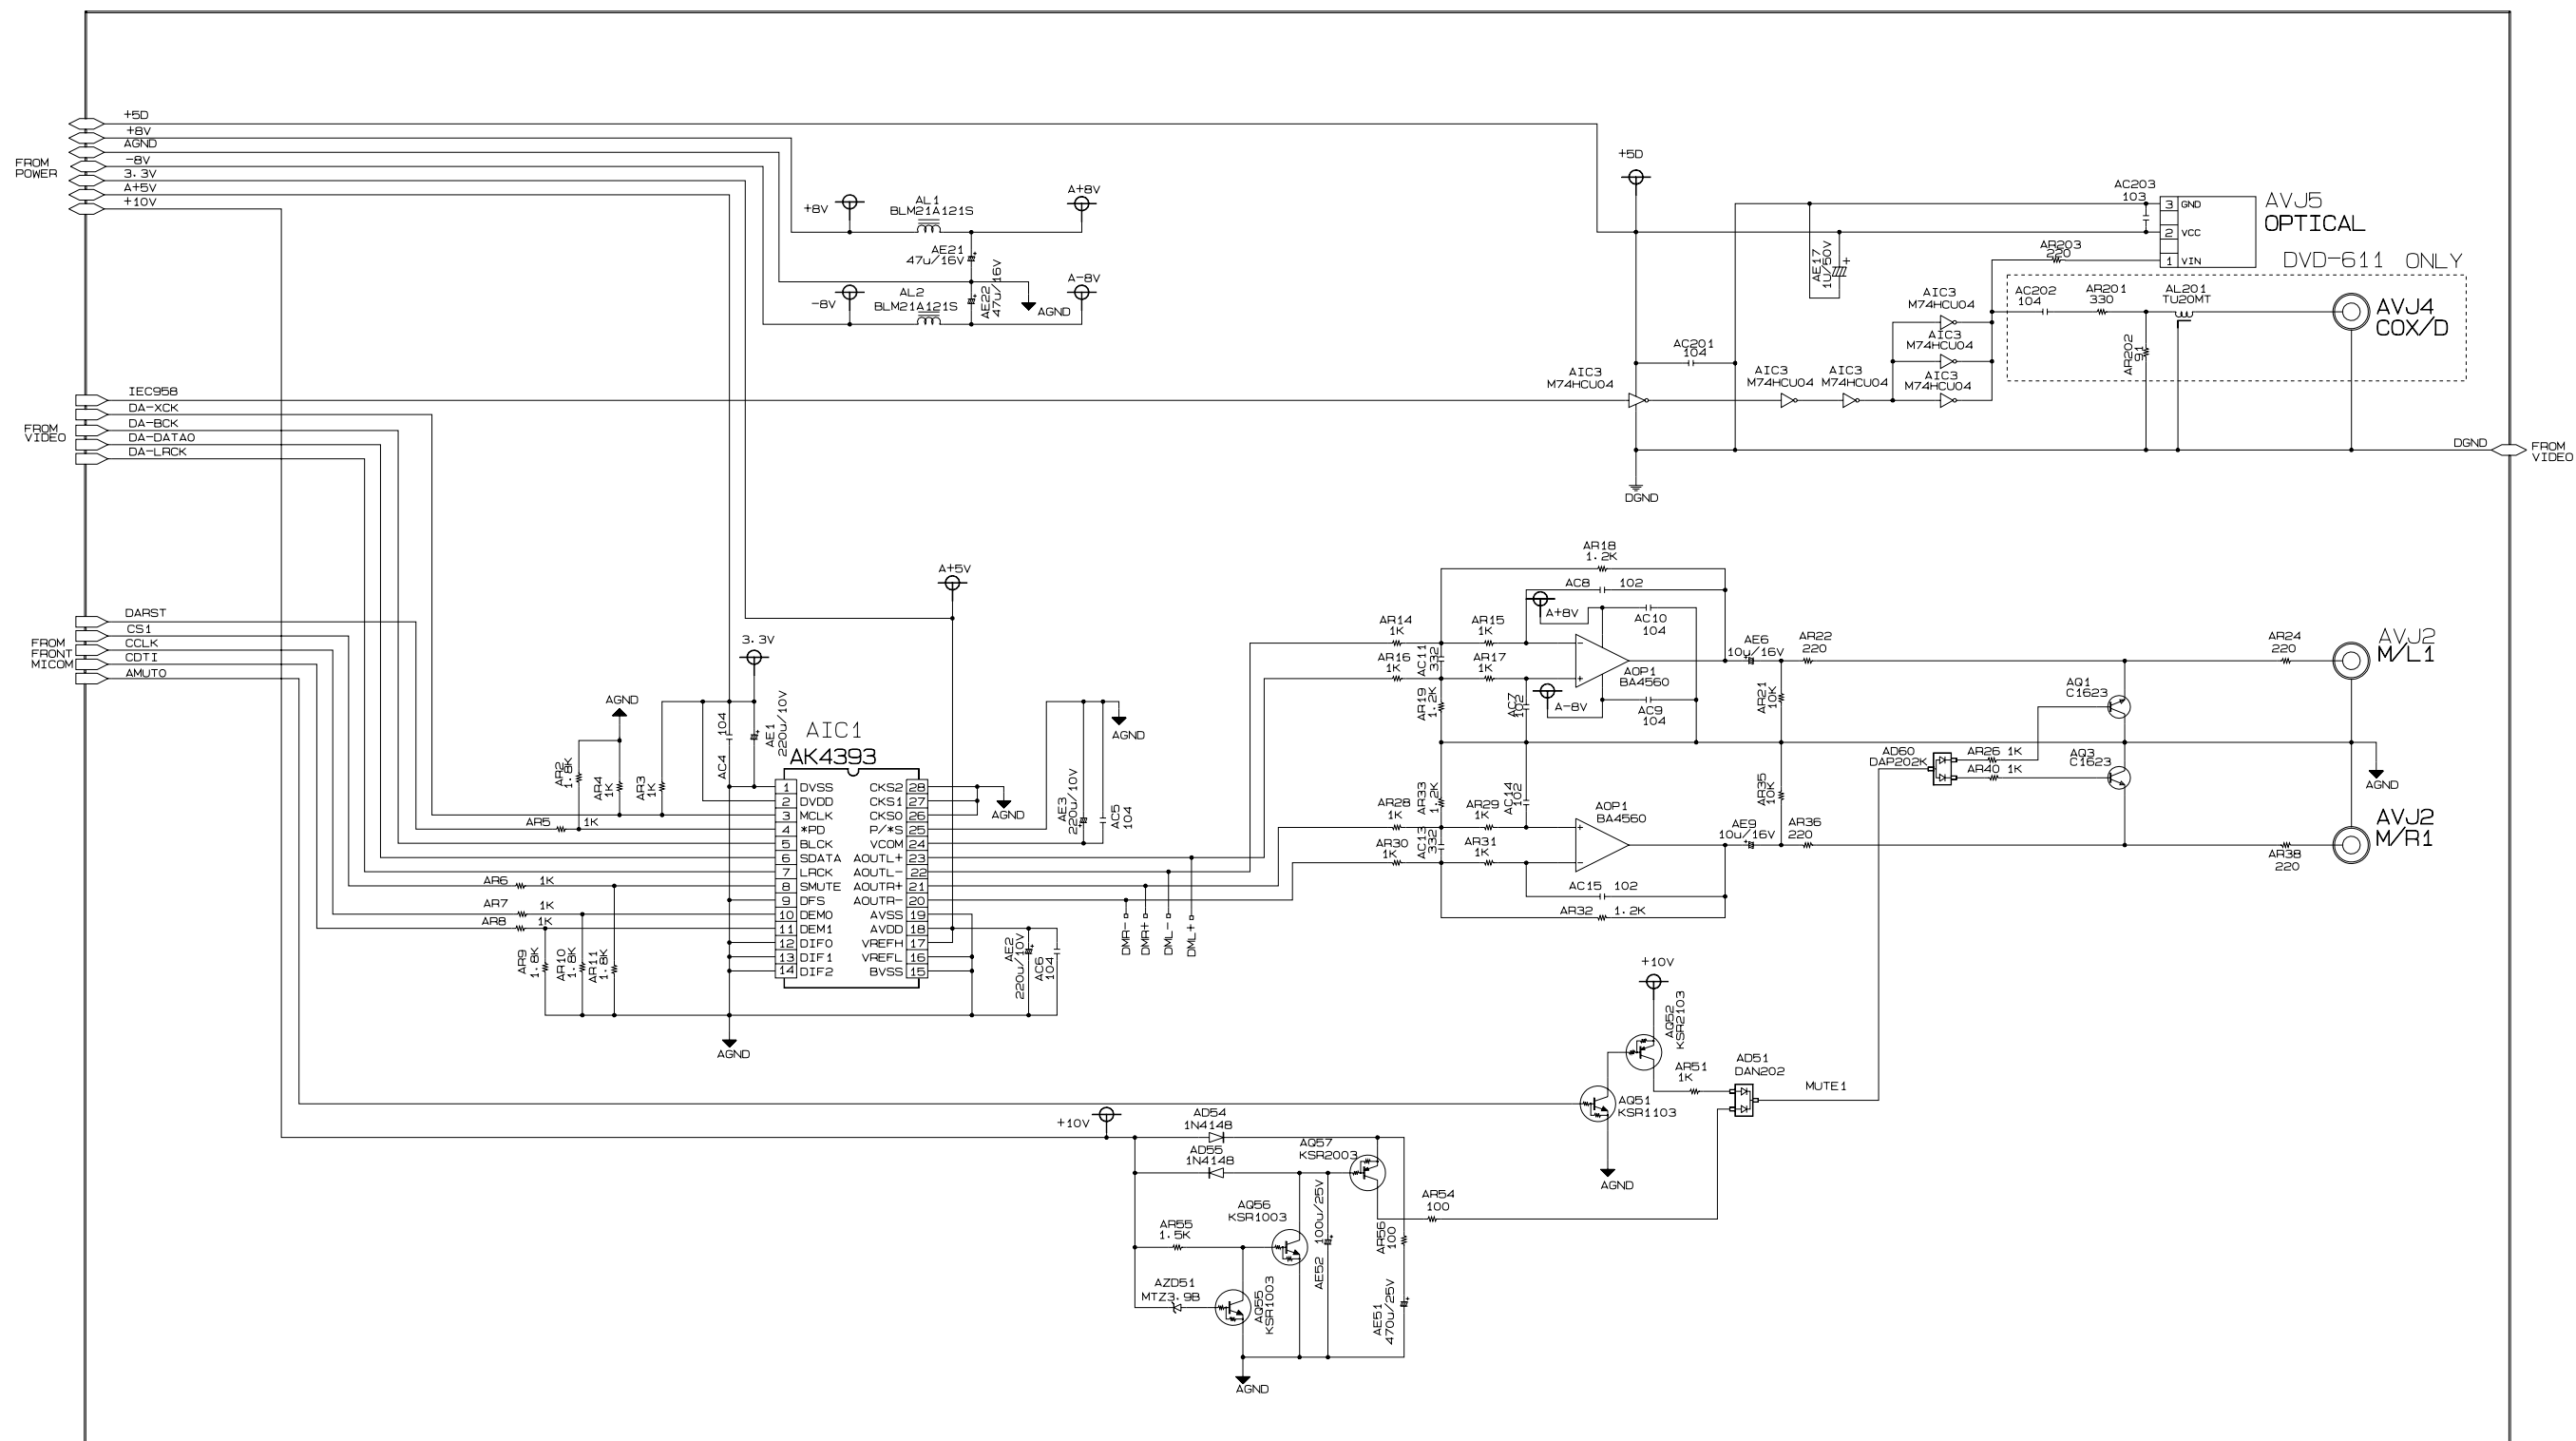 +5D
+8V
AGND
-8V
3.3V
A+5V
+10V
FROM
POWER
+8V
AL1
BLM21A121S
A+8V
AE21
47u/16V
-8V
AL2
BLM21A121S
AE22
47u/16V
A-8V
AGND
+5D
AC203
103
3 GND
2 VCC
1 VIN
AVJ5
OPTICAL
AE17
1U/50V
AR203
220
DVD-611 ONLY
AIC3
M74HCU04
AC202
104
AR201
330
AL201
TU20MT
AVJ4
COX/D
AIC3
M74HCU04
AR202
91
AC201
104
AIC3
M74HCU04
AIC3
M74HCU04
AIC3
M74HCU04
AIC3
M74HCU04
IEC958
DA-XCK
DA-BCK
DA-DATA0
DA-LRCK
FROM
VIDEO
DGND
FROM
VIDEO
DGND
DARST
CS1
CCLK
CDTI
AMUTO
FROM
FRONT
MICOM
A+5V
3.3V
AGND
AR2
1.8K
AR4
1K
AR3
1K
AC4
104
AE1
220u/10V
AIC1
AK4393
AR5 1K
AR6 1K
AR7 1K
AR8 1K
AR9
1.8K
AR10
1.8K
AR11
1.8K
1 DVSS
2 DVDD
3 MCLK
4 *PD
5 BLCK
6 SDATA
7 LRCK
8 SMUTE
9 DFS
10 DEM0
11 DEM1
12 DIF0
13 DIF1
14 DIF2
CKS2 28
CKS1 27
CKS0 26
P/*S 25
VCOM 24
AOUTL+ 23
AOUTL- 22
AOUTR+ 21
AOUTR- 20
AVSS 19
AVDD 18
VREFH 17
VREFL 16
BVSS 15
AGND
AE3
220u/10V
AC5
104
AGND
AE2
220u/10V
AC6
104
DMR-
DMR+
DML-
DML+
AGND
AR18
1.2K
AC8 102
A+8V
AC10
104
AR14
1K
AR15
1K
AR16
1K
AR17
1K
AC11
332
AR19
1.2K
AC7
102
AOP1
BA4560
A-8V
AC9
104
AE6
10u/16V
AR22
220
AR21
10K
AQ1
C1623
AR24
220
AVJ2
M/L1
AD60
DAP202K
AR26 1K
AR40 1K
AQ3
C1623
AGND
AR33
1.2K
AC14
102
AR28
1K
AR29
1K
AC13
332
AR30
1K
AR31
1K
AOP1
BA4560
AR35
10K
AE9
10u/16V
AR36
220
AC15 102
AR32 1.2K
AR38
220
AVJ2
M/R1
+10V
AQ52
KSR2103
AR51
1K
AD51
DAN202
MUTE1
AQ51
KSR1103
AGND
+10V
AD54
1N4148
AD55
1N4148
AQ57
KSR2003
AR54
100
AQ56
KSR1003
AR55
1.5K
AE52
100u/25V
AR56
100
AZD51
MTZ3.9B
AQ55
KSR1003
AE51
470u/25V
AGND